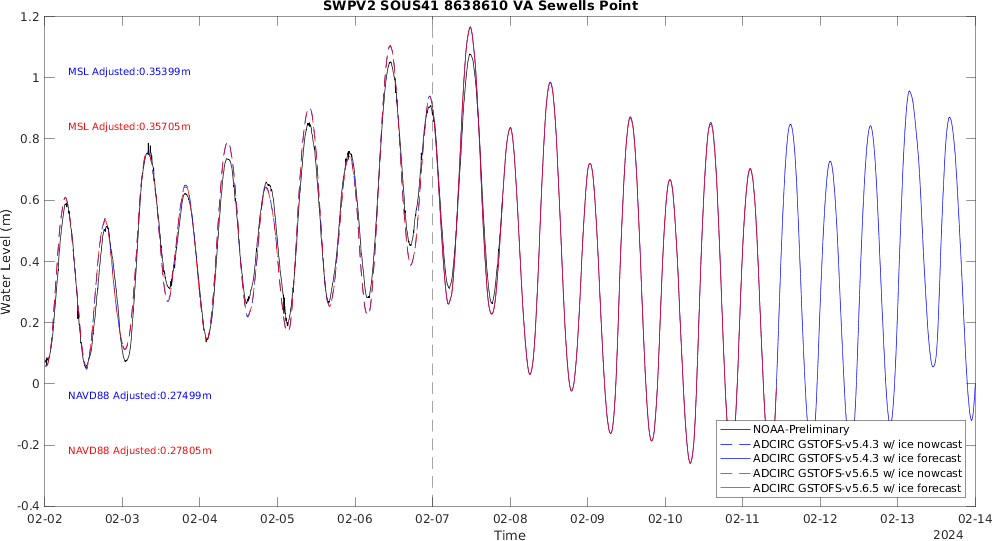 SWPV2 SOUS41 8638610 VA Sewells Point
1.2
1
0.8
0.6
0.4
0.2
0
-0.2
-0.4
Water Level (m)
MSL Adjusted:0.35399m
MSL Adjusted:0.35705m
NAVD88 Adjusted:0.27499m
NAVD88 Adjusted:0.27805m
NOAA-Preliminary
ADCIRC GSTOFS-v5.4.3 w/ ice nowcast
ADCIRC GSTOFS-v5.4.3 w/ ice forecast
ADCIRC GSTOFS-v5.6.5 w/ ice nowcast
ADCIRC GSTOFS-v5.6.5 w/ ice forecast
02-02 02-03 02-04 02-05 02-06 02-07 02-08 02-09 02-10 02-11 02-12 02-13 02-14
Time
2024